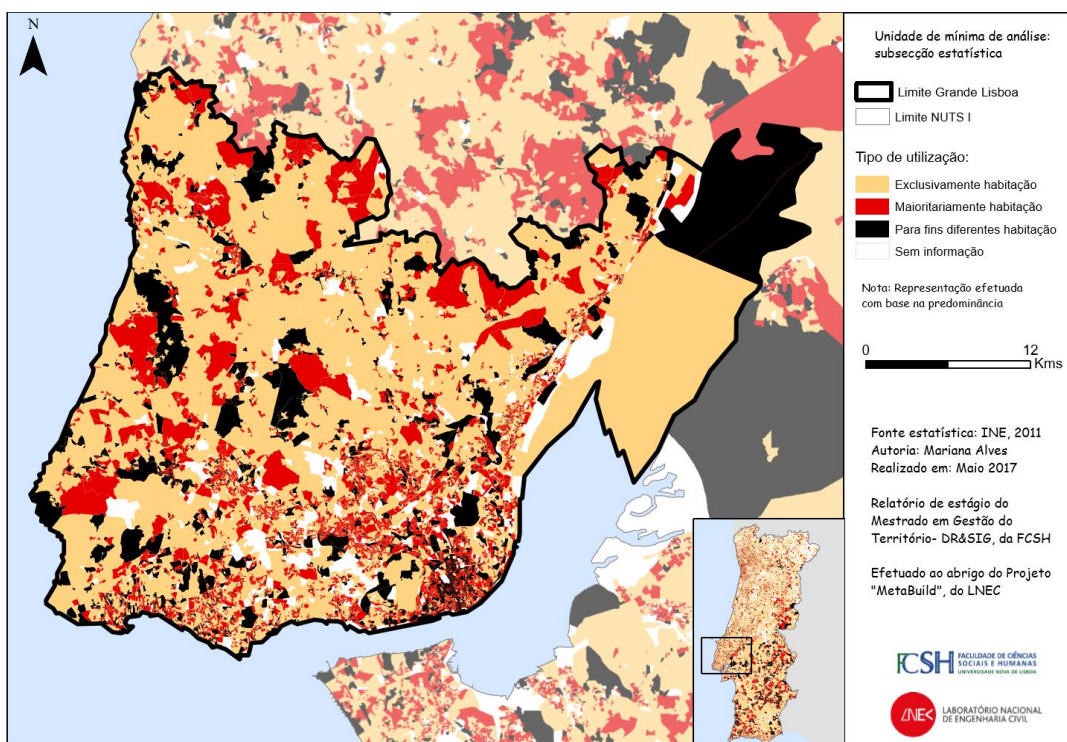 N
Unidade de mínima de análise:
subsecção estatística
Limite Grande Lisboa
Limite NUTS I
Tipo de utilização:
Exclusivamente habitação
Maioritariamente habitação
Para fins diferentes habitação
Sem informação
Nota: Representação efetuada
com base na predominância
0 12
Kms
Fonte estatística: INE, 2011
Autoria: Mariana Alves
Realizado em: Maio 2017
Relatório de estágio do
Mestrado em Gestão do
Território- DR&SIG, da FCSH
Efetuado ao abrigo do Projeto
"MetaBuild", do LNEC
FCSH
FACULDADE DE CIÊNCIAS
SOCIAIS E HUMANAS
UNIVERSIDADE NOVA DE LISBOA
LNEC
LABORATÓRIO NACIONAL
DE ENGENHARIA CIVIL